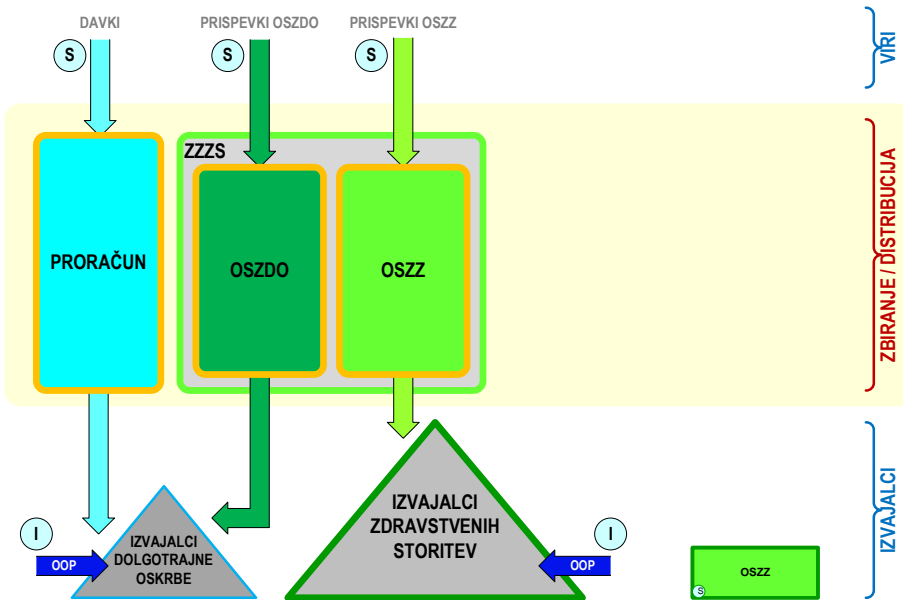 DAVKI
PRISPEVKI OSZDO
PRISPEVKI OSZZ
S
S
S
VIRI
ZZZS
PRORAČUN
OSZDO
OSZZ
ZBIRANJE / DISTRIBUCIJA
IZVAJALCI
ZDRAVSTVENIH
STORITEV
I
OOP
IZVAJALCI
DOLGOTRAJNE
OSKRBE
I
OOP
OSZZ
S
IZVAJALCI